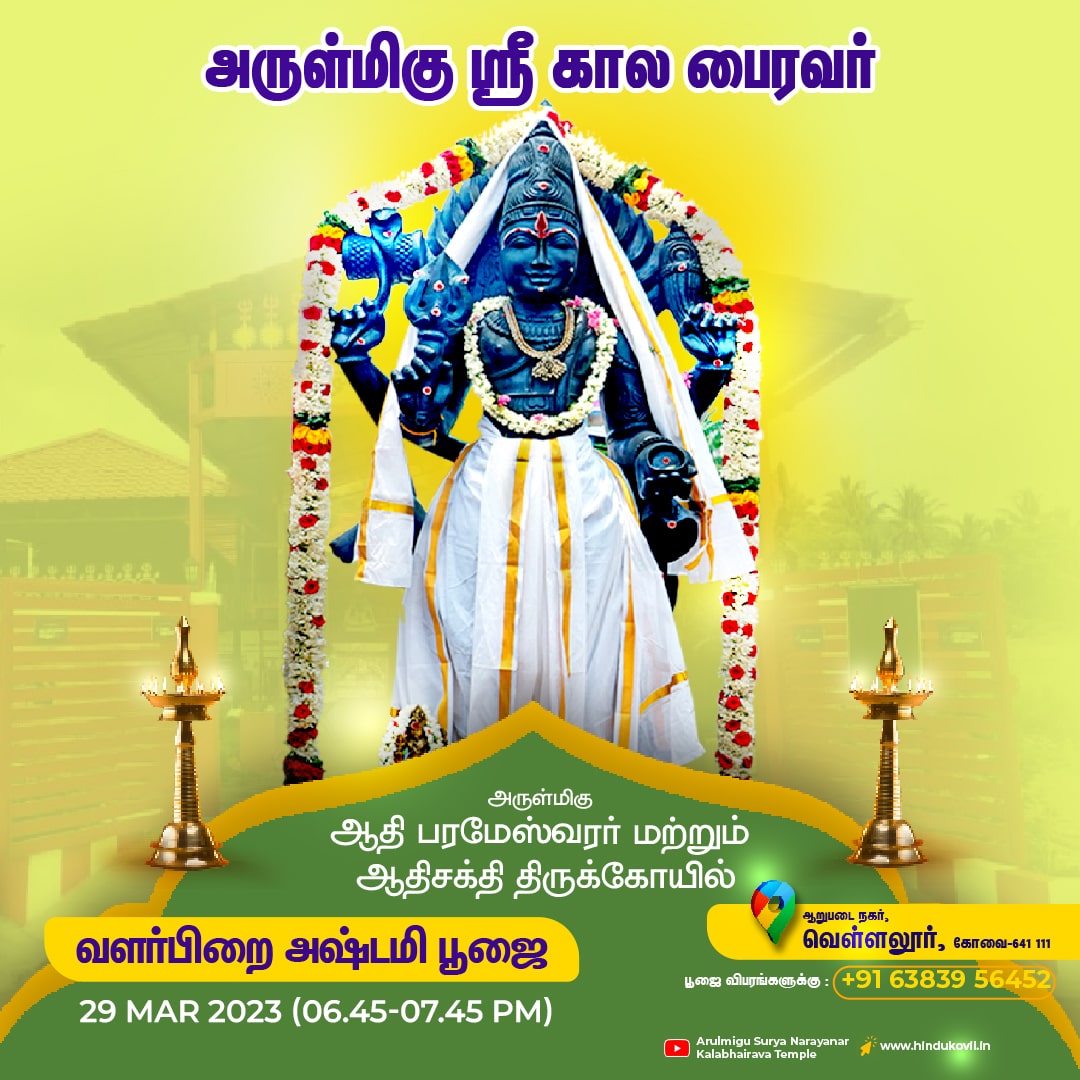 அருள்மிகு ஸ்ரீ கால பைரவர்
அருள்மிகு
ஆதி பரமேஸ்வரர் மற்றும்
ஆதிசக்தி திருக்கோயில்
வளர்பிறை அஷ்டமி பூஜை
29 MAR 2023 (06.45-07.45 PM)
ஆறுபடை நகர்,
வெள்ளலூர், கோவை-641 111
பூஜை விபரங்களுக்கு : +91 63839 56452
Arulmigu Surya Narayanar
Kalabhairava Temple
www.hindukovil.in